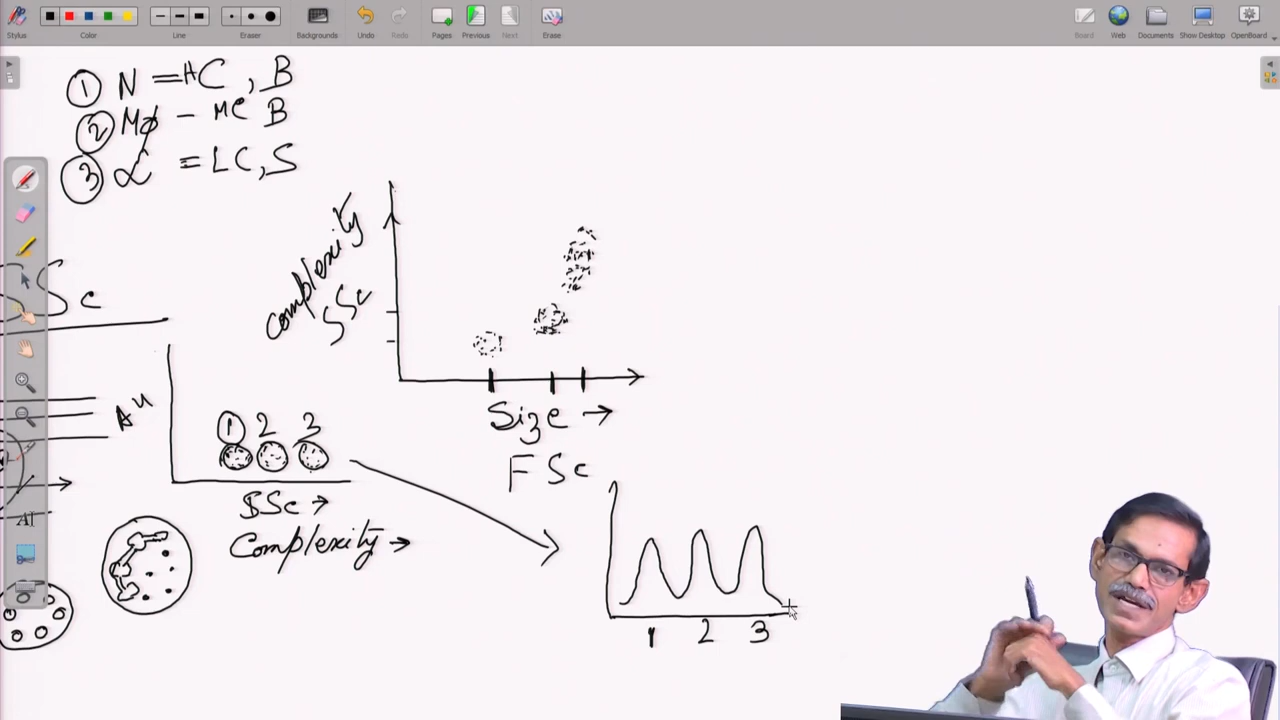 Stylus Color Line Eraser Backgrounds Undo Redo Pages Previous Next Erase Board Web Documents Show Desktop OpenBoard
① N = HC, B
② Mφ - MC B
③ L = LC, S
complexity
SSc
SSc
Size →
FSc
① 2 3
SSc →
Complexity →
1 2 3
AI